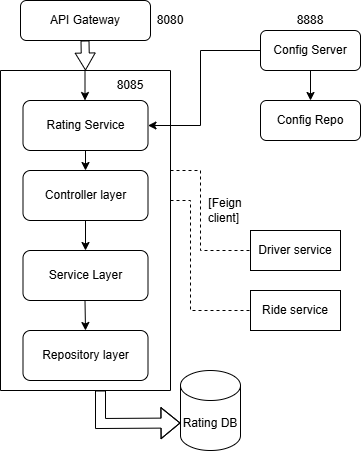 API Gateway
8080
8888
Config Server
8085
Rating Service
Config Repo
Controller layer
[Feign
client]
Driver service
Service Layer
Ride service
Repository layer
Rating DB